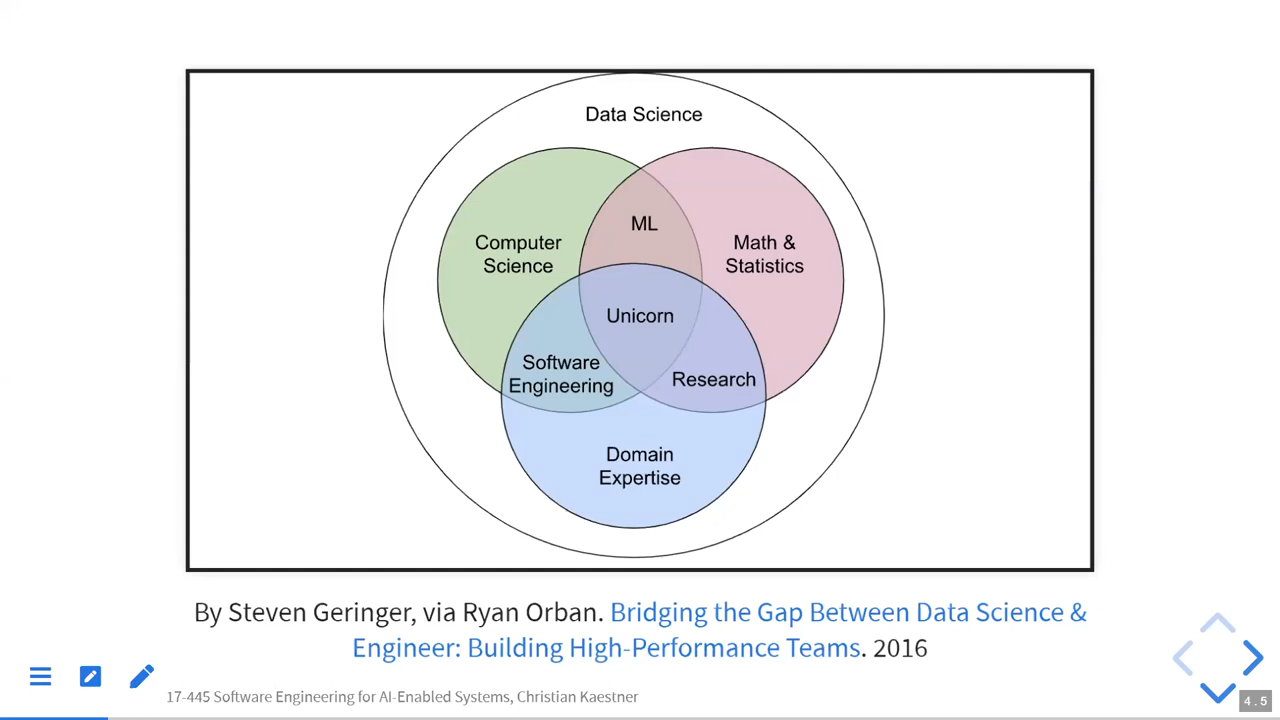 Data Science
ML
Computer
Science
Math &
Statistics
Unicorn
Software
Engineering
Research
Domain
Expertise
By Steven Geringer, via Ryan Orban. Bridging the Gap Between Data Science &
Engineer: Building High-Performance Teams. 2016
17-445 Software Engineering for AI-Enabled Systems, Christian Kaestner
4.5